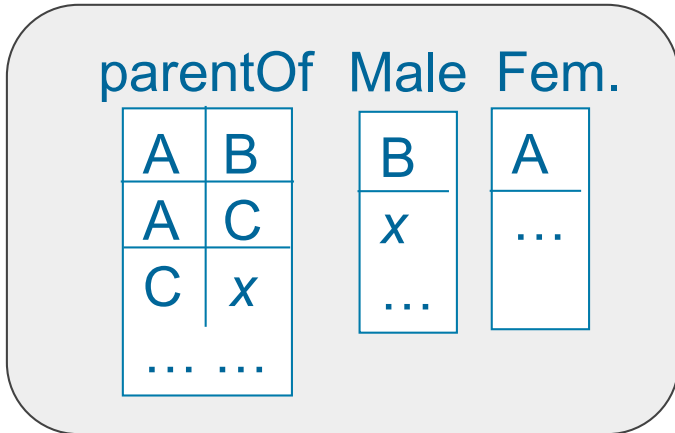 parentOf Male Fem.
A B B A
A C x …
C x …
… …